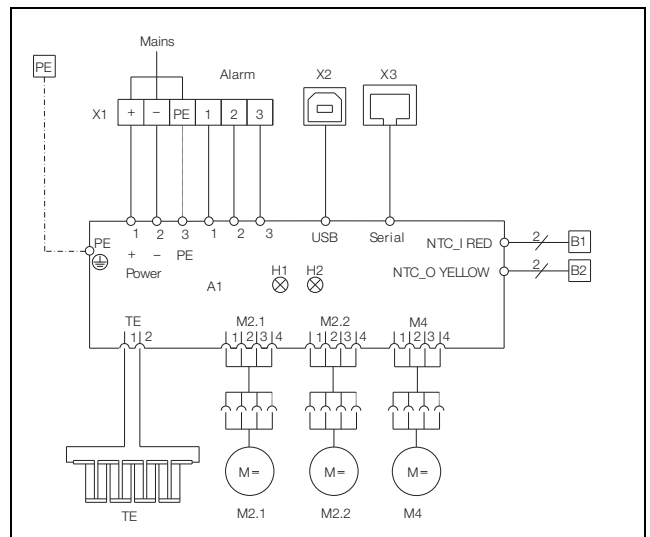 Mains
PE
Alarm
X2
X3
X1
+ − PE 1 2 3
1 2 3 1 2 3
USB
Serial
PE
+ − PE
Power
A1
H1
H2
NTC_I RED
2
B1
NTC_O YELLOW
2
B2
TE
1 2
M2.1
1 2 3 4
M2.2
1 2 3 4
M4
1 2 3 4
M=
M=
M=
TE
M2.1
M2.2
M4